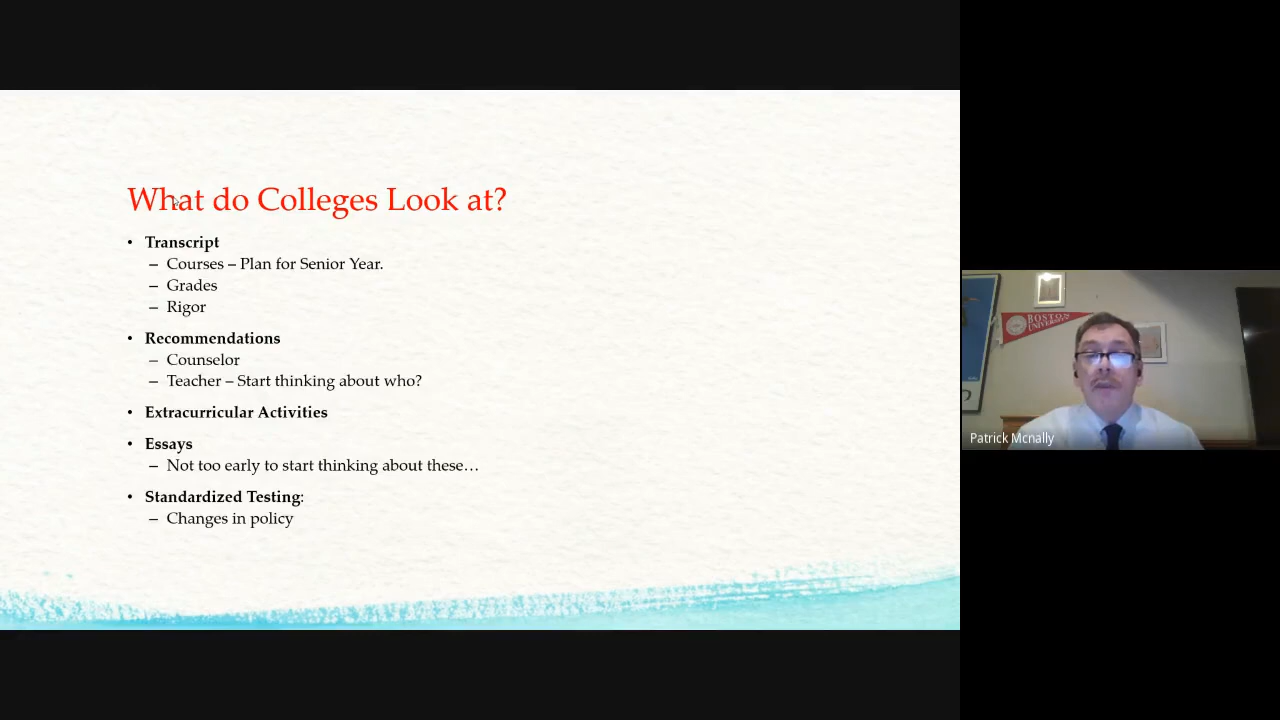 What do Colleges Look at?
• Transcript
– Courses – Plan for Senior Year.
– Grades
– Rigor
• Recommendations
– Counselor
– Teacher – Start thinking about who?
• Extracurricular Activities
• Essays
– Not too early to start thinking about these…
• Standardized Testing:
– Changes in policy
BOSTON
UNIVERSITY
Patrick Mcnally